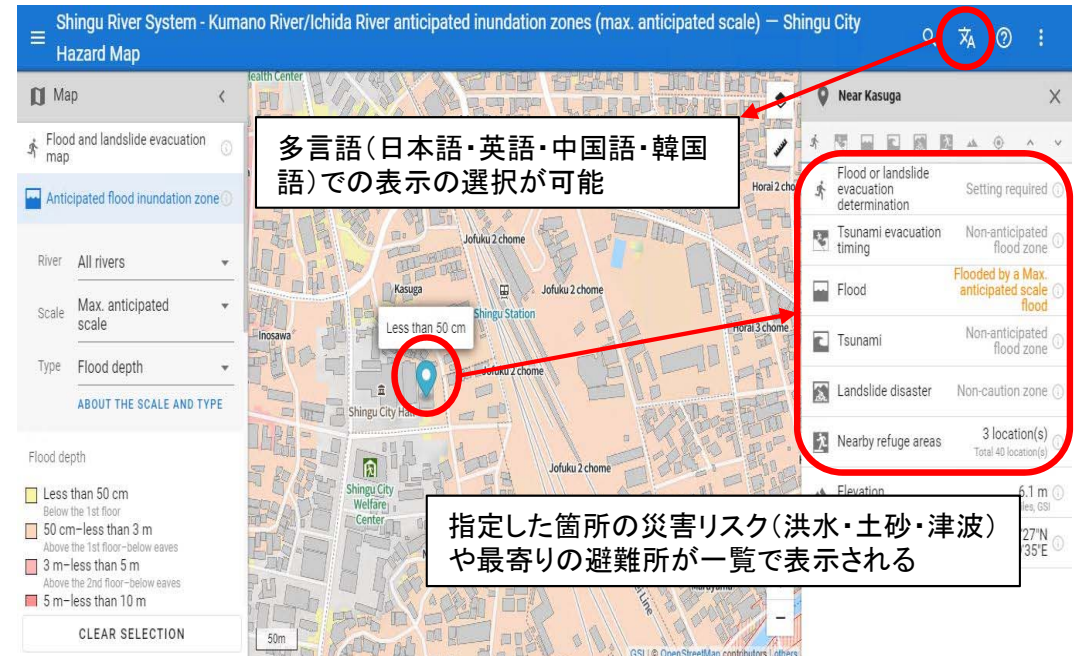 Shingu River System - Kumano River/Ichida River anticipated inundation zones (max. anticipated scale) — Shingu City
Hazard Map
Map
Flood and landslide evacuation
map
Anticipated flood inundation zone
River All rivers
Scale Max. anticipated
scale
Type Flood depth
ABOUT THE SCALE AND TYPE
Flood depth
Less than 50 cm
Below the 1st floor
50 cm−less than 3 m
Above the 1st floor−below eaves
3 m−less than 5 m
Above the 2nd floor−below eaves
5 m−less than 10 m
CLEAR SELECTION
ealth Center
多言語(日本語・英語・中国語・韓国
語)での表示の選択が可能
Horai 2 cho
Jofuku 2 chome
Kasuga
Jofuku 2 chome
Shingu Station
Less than 50 cm
Inosawa
Horai 3 chome
Jofuku 2 chome
Shingu City Hall
Jofuku 2 chome
Shingu City
Welfare
Center
指定した箇所の災害リスク(洪水・土砂・津波)
や最寄りの避難所が一覧で表示される
Line
50m
GSI | © OpenStreetMap contributors | others
Near Kasuga
Flood or landslide
evacuation
determination
Setting required
Tsunami evacuation
timing
Non-anticipated
flood zone
Flood
Flooded by a Max.
anticipated scale
flood
Tsunami
Non-anticipated
flood zone
Landslide disaster
Non-caution zone
Nearby refuge areas
3 location(s)
Total 40 location(s)
Elevation
6.1 m
GSI
27"N
35"E